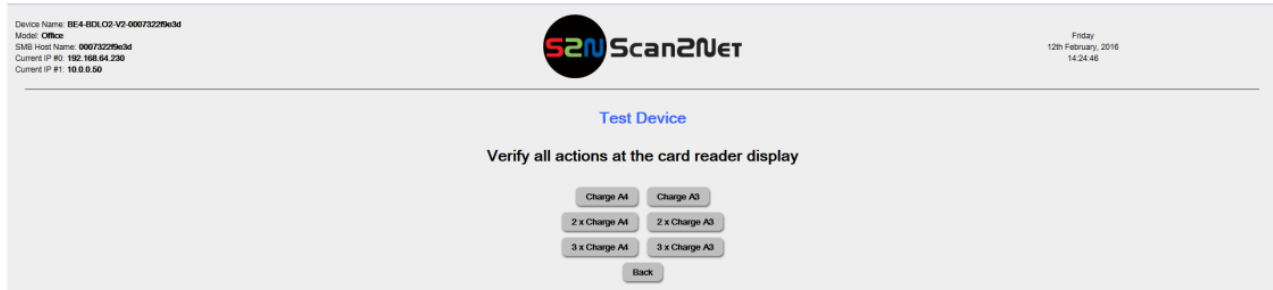 Device Name: BE4-BDLO2-V2-0007322f9e3d
Model: Office
SMB Host Name: 0007322f9e3d
Current IP #0: 192.168.64.230
Current IP #1: 10.0.0.50
S2N Scan2Net
Friday
12th February, 2016
14:24:46
Test Device
Verify all actions at the card reader display
Charge A4 Charge A3
2 x Charge A4 2 x Charge A3
3 x Charge A4 3 x Charge A3
Back